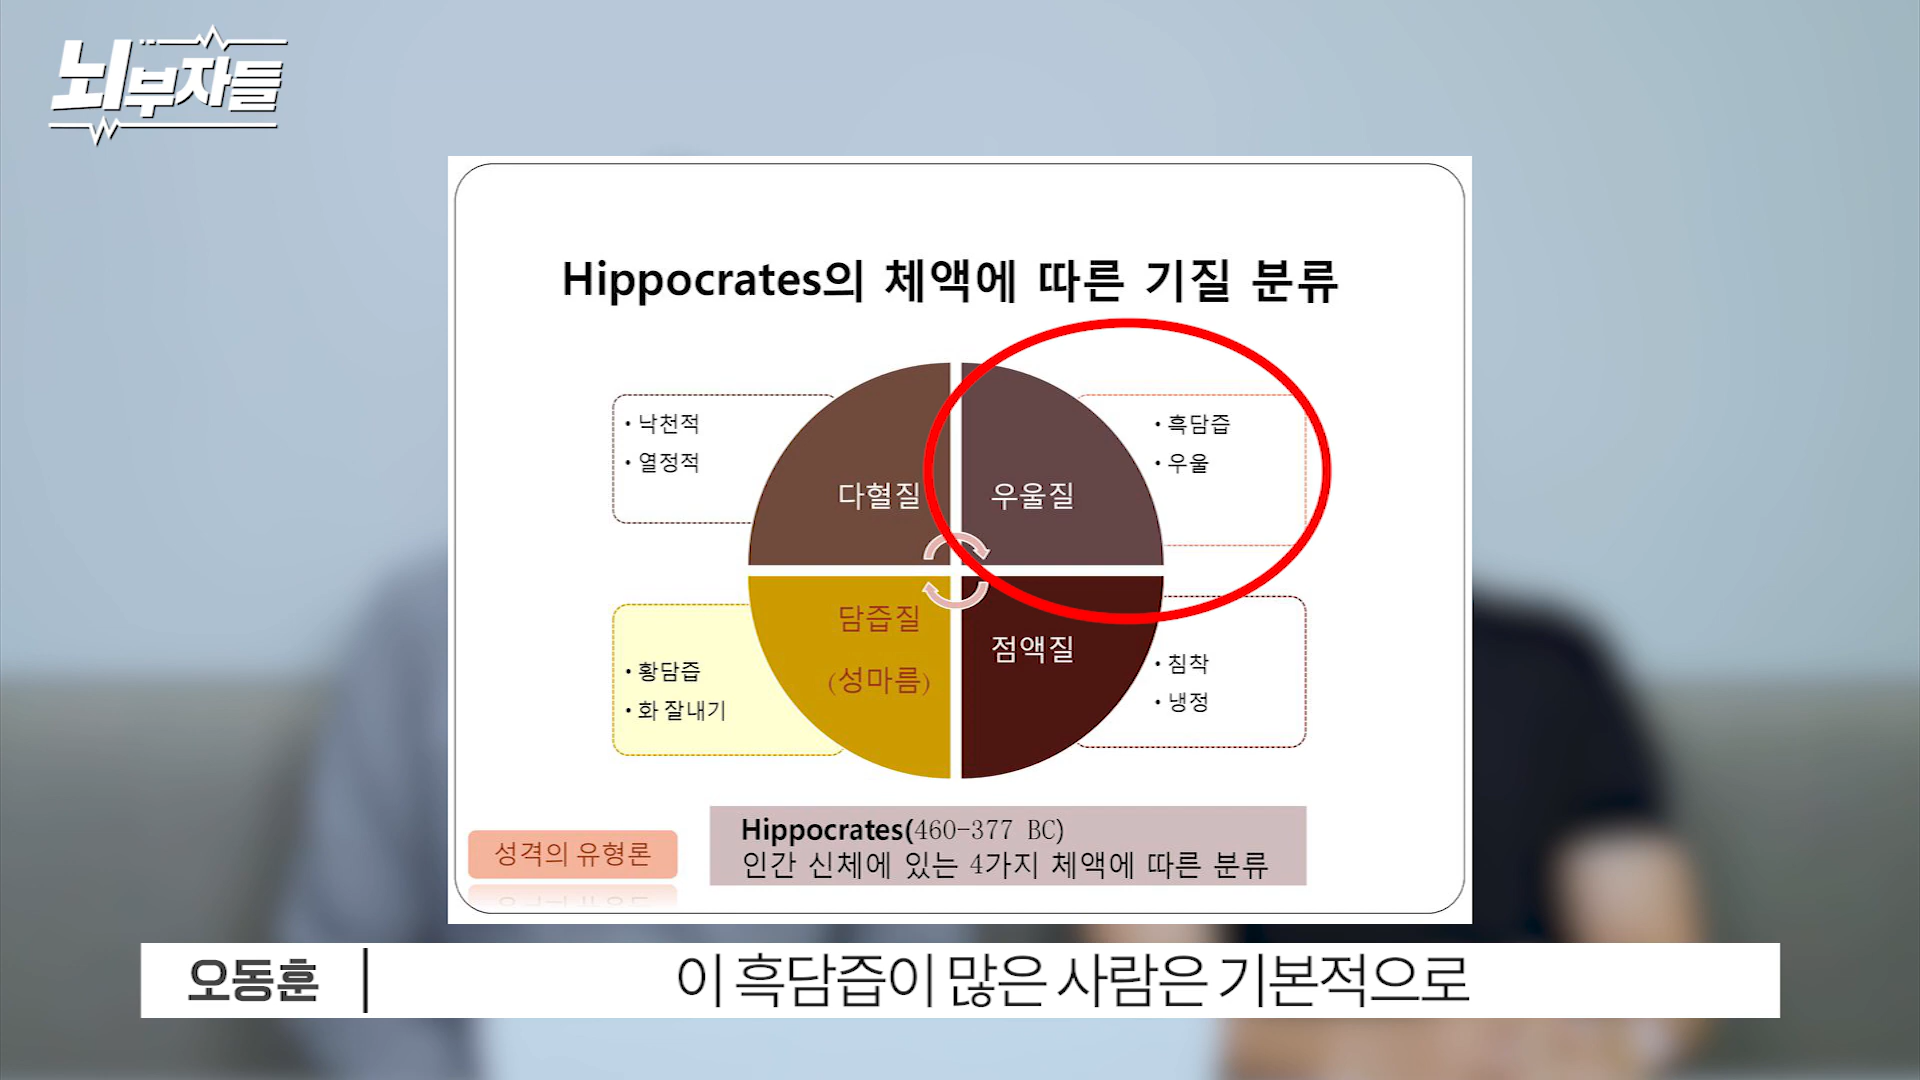 뇌부자들
Hippocrates의 체액에 따른 기질 분류
• 낙천적
• 열정적
다혈질
우울질
• 흑담즙
• 우울
담즙질
(성마름)
• 황담즙
• 화 잘내기
점액질
• 침착
• 냉정
성격의 유형론
Hippocrates(460-377 BC)
인간 신체에 있는 4가지 체액에 따른 분류
오동훈
이 흑담즙이 많은 사람은 기본적으로